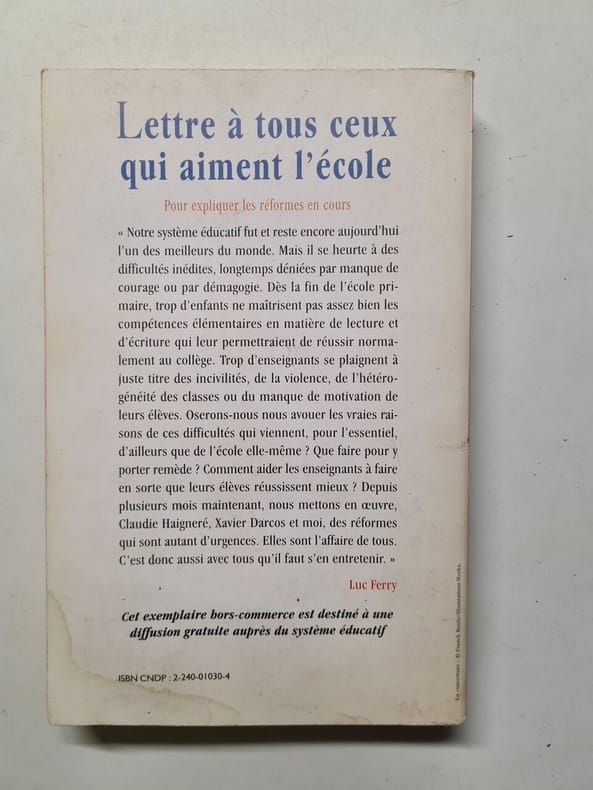 Lettre à tous ceux
qui aiment l'école
Pour expliquer les réformes en cours
« Notre système éducatif fut et reste encore aujourd'hui
l'un des meilleurs du monde. Mais il se heurte à des
difficultés inédites, longtemps déniées par manque de
courage ou par démagogie. Dès la fin de l'école pri-
maire, trop d'enfants ne maîtrisent pas assez bien les
compétences élémentaires en matière de lecture et
d'écriture qui leur permettraient de réussir norma-
lement au collège. Trop d'enseignants se plaignent à
juste titre des incivilités, de la violence, de l'hétéro-
généité des classes ou du manque de motivation de
leurs élèves. Oserons-nous nous avouer les vraies rai-
sons de ces difficultés qui viennent, pour l'essentiel,
d'ailleurs que de l'école elle-même ? Que faire pour y
porter remède ? Comment aider les enseignants à faire
en sorte que leurs élèves réussissent mieux ? Depuis
plusieurs mois maintenant, nous mettons en œuvre,
Claudie Haigneré, Xavier Darcos et moi, des réformes
qui sont autant d'urgences. Elles sont l'affaire de tous.
C'est donc aussi avec tous qu'il faut s'en entretenir. »
Luc Ferry
Cet exemplaire hors-commerce est destiné à une
diffusion gratuite auprès du système éducatif
ISBN CNDP : 2-240-01030-4
En couverture : © Franck /Illustrations Works.